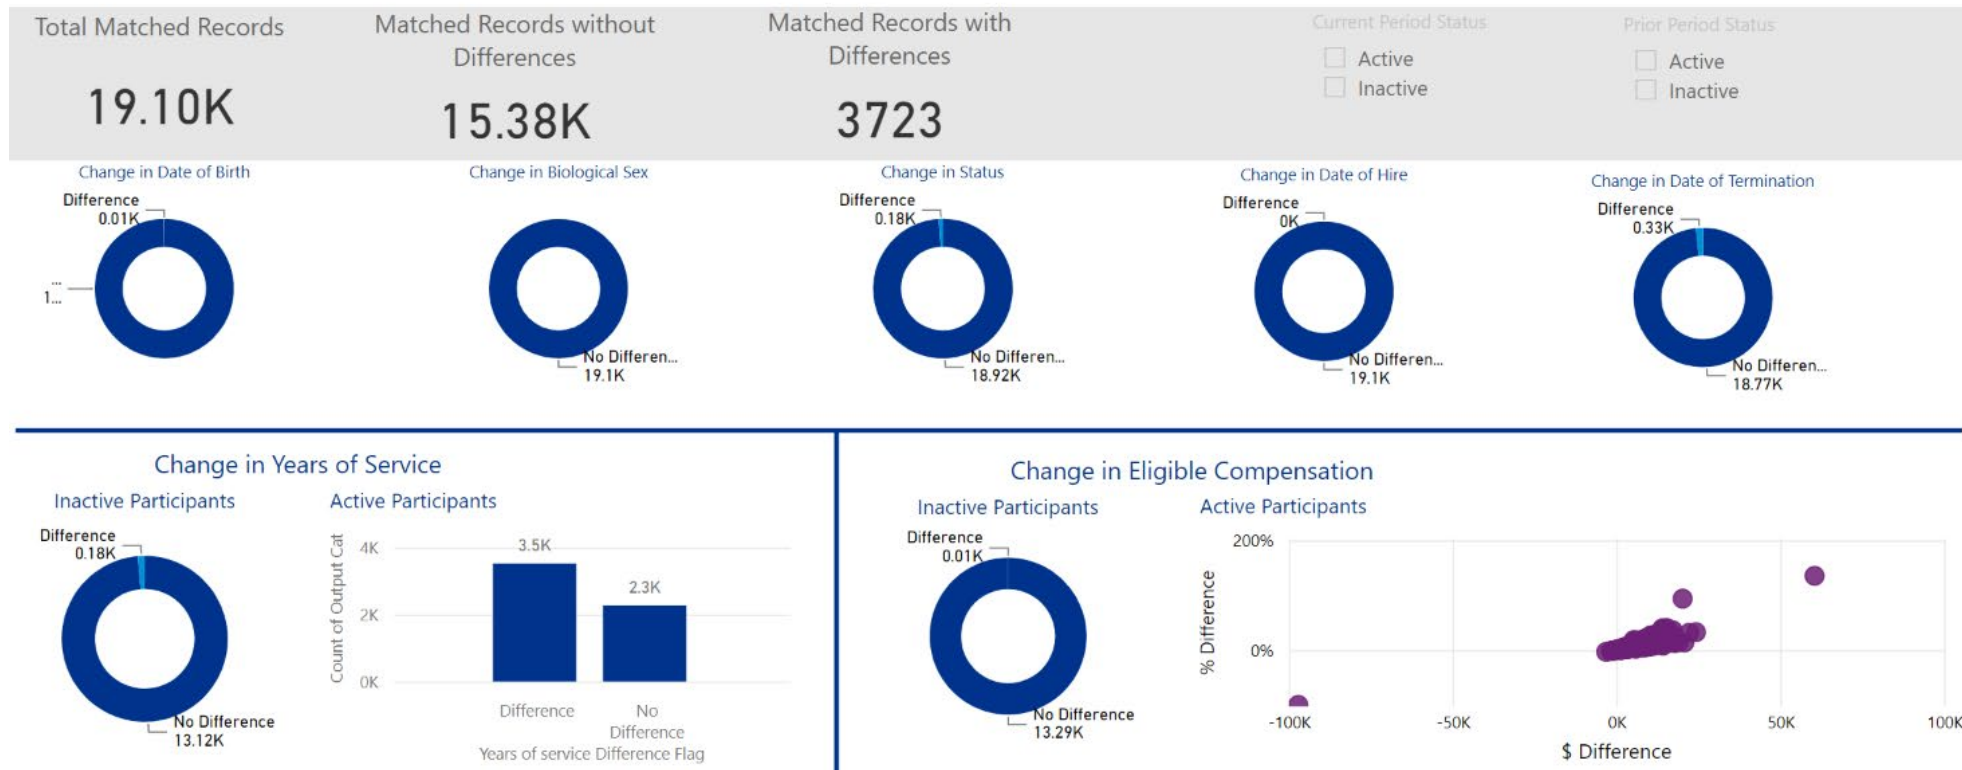 Total Matched Records
19.10K
Matched Records without
Differences
15.38K
Matched Records with
Differences
3723
Current Period Status
Active
Inactive
Prior Period Status
Active
Inactive
Change in Date of Birth
Difference
0.01K
...
1...
Change in Biological Sex
No Differen...
19.1K
Change in Status
Difference
0.18K
No Differen...
18.92K
Change in Date of Hire
Difference
0K
No Differen...
19.1K
Change in Date of Termination
Difference
0.33K
No Differen...
18.77K
Change in Years of Service
Inactive Participants
Difference
0.18K
No Difference
13.12K
Active Participants
Count of Output Cat
4K
2K
0K
3.5K
2.3K
Difference
No
Difference
Years of service Difference Flag
Change in Eligible Compensation
Inactive Participants
Difference
0.01K
No Difference
13.29K
Active Participants
% Difference
200%
0%
-100K
-50K
0K
50K
100K
$ Difference